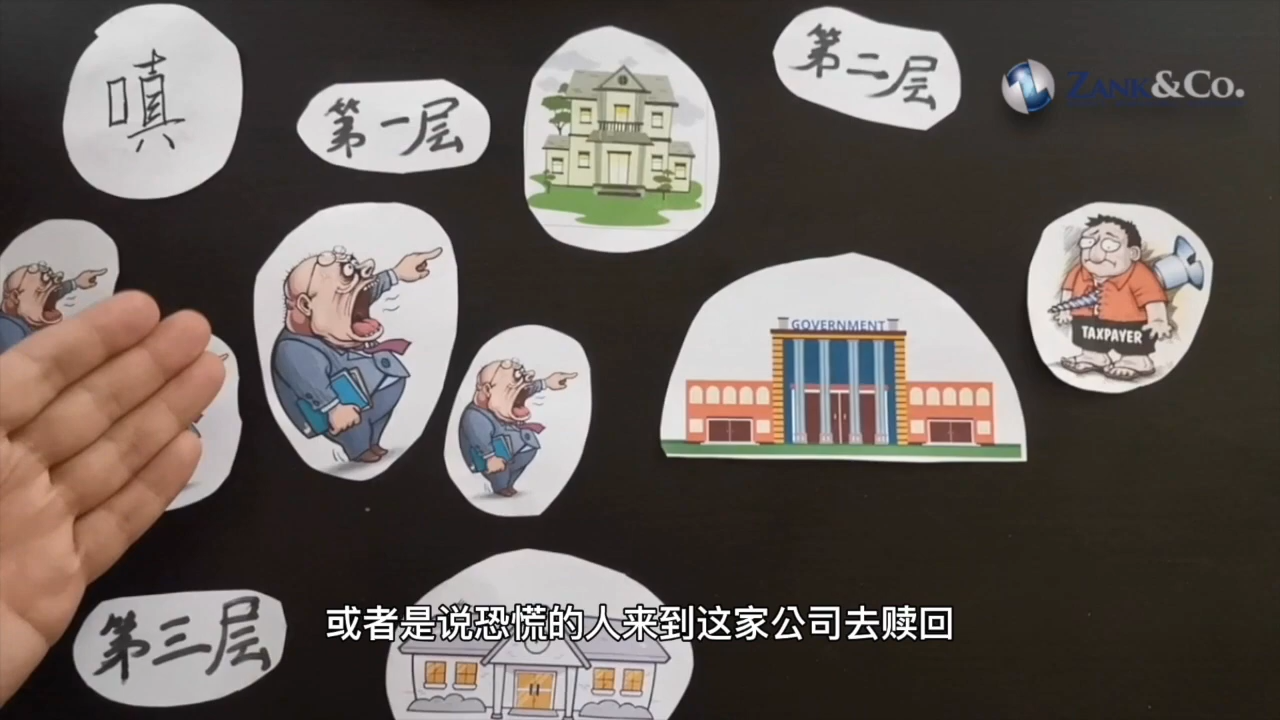 嗔
第一层
第二层
ZANK&CO.
GOVERNMENT
TAXPAYER
或者是说恐慌的人来到这家公司去赎回
第三层